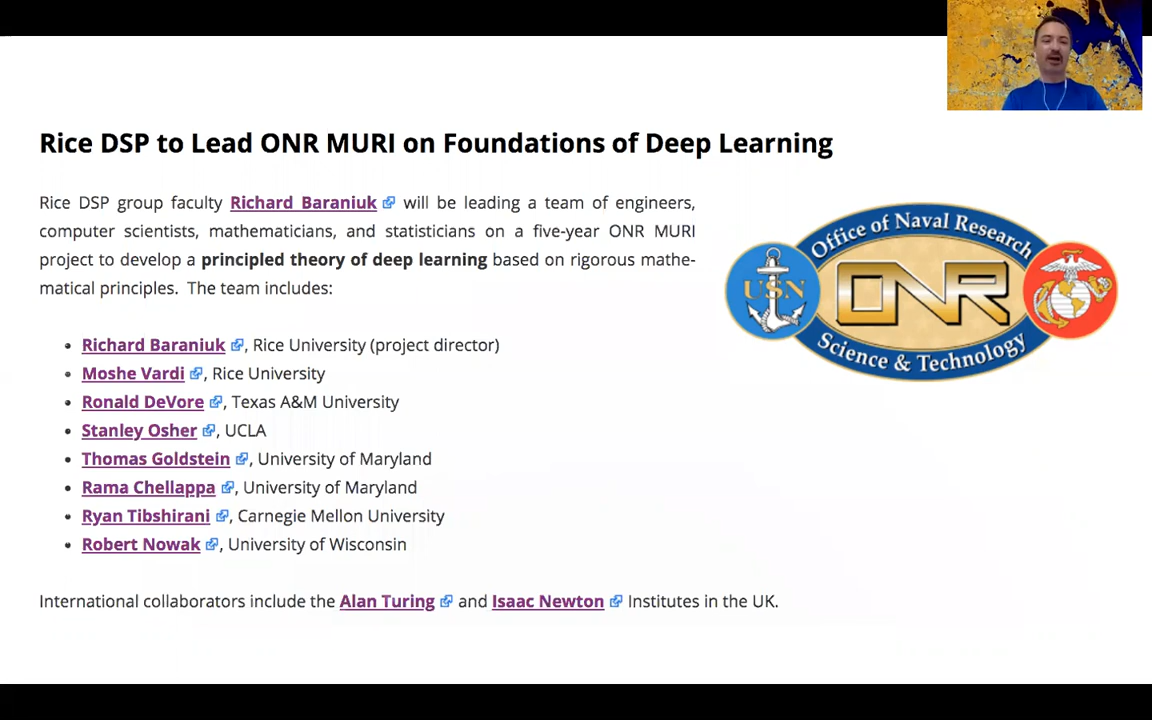 Rice DSP to Lead ONR MURI on Foundations of Deep Learning
Rice DSP group faculty Richard Baraniuk will be leading a team of engineers,
computer scientists, mathematicians, and statisticians on a five-year ONR MURI
project to develop a principled theory of deep learning based on rigorous mathe-
matical principles. The team includes:
Richard Baraniuk, Rice University (project director)
Moshe Vardi, Rice University
Ronald DeVore, Texas A&M University
Stanley Osher, UCLA
Thomas Goldstein, University of Maryland
Rama Chellappa, University of Maryland
Ryan Tibshirani, Carnegie Mellon University
Robert Nowak, University of Wisconsin
International collaborators include the Alan Turing and Isaac Newton Institutes in the UK.
Office of Naval Research
USN
ONR
Science & Technology